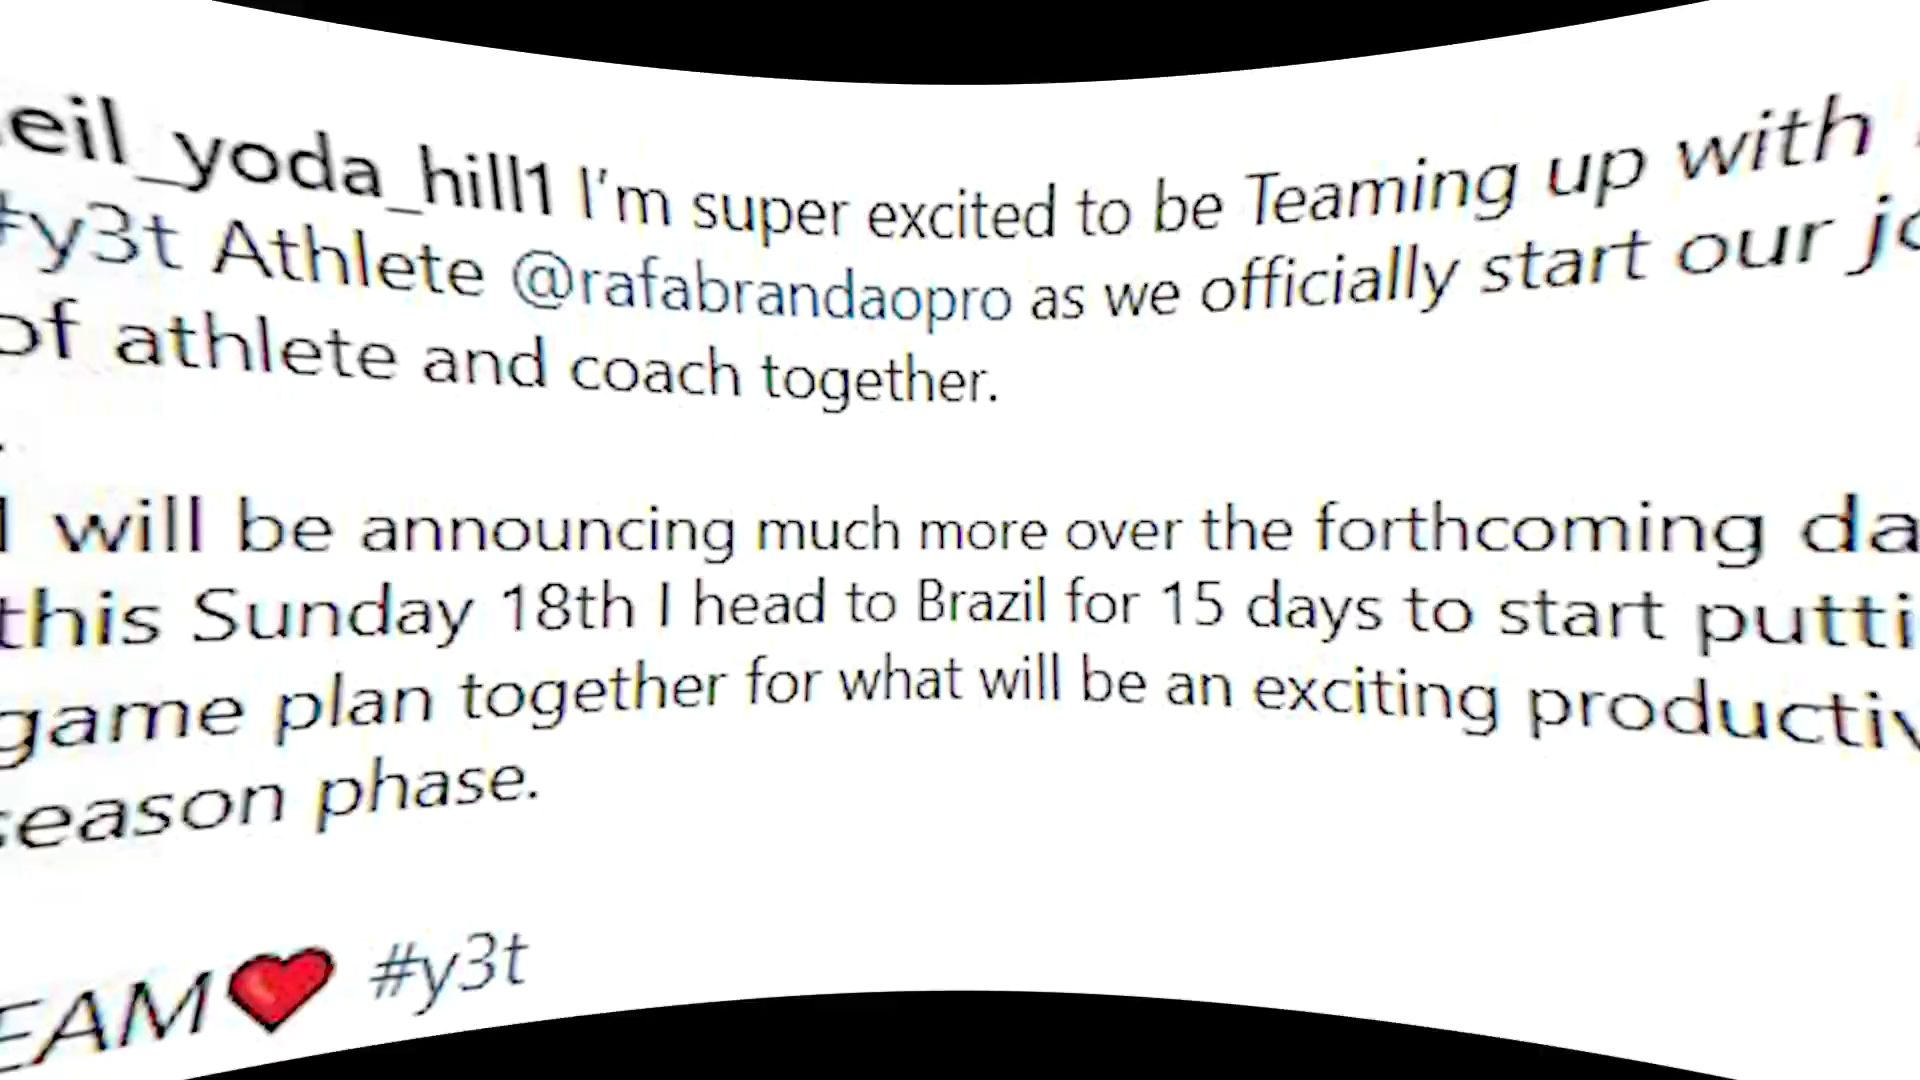 eil_yoda_hill1 I'm super excited to be Teaming up with
#y3t Athlete @rafabrandaopro as we officially start our
of athlete and coach together.
.
I will be announcing much more over the forthcoming
this Sunday 18th I head to Brazil for 15 days to start
game plan together for what will be an exciting
season phase.
EAM❤️ #y3t